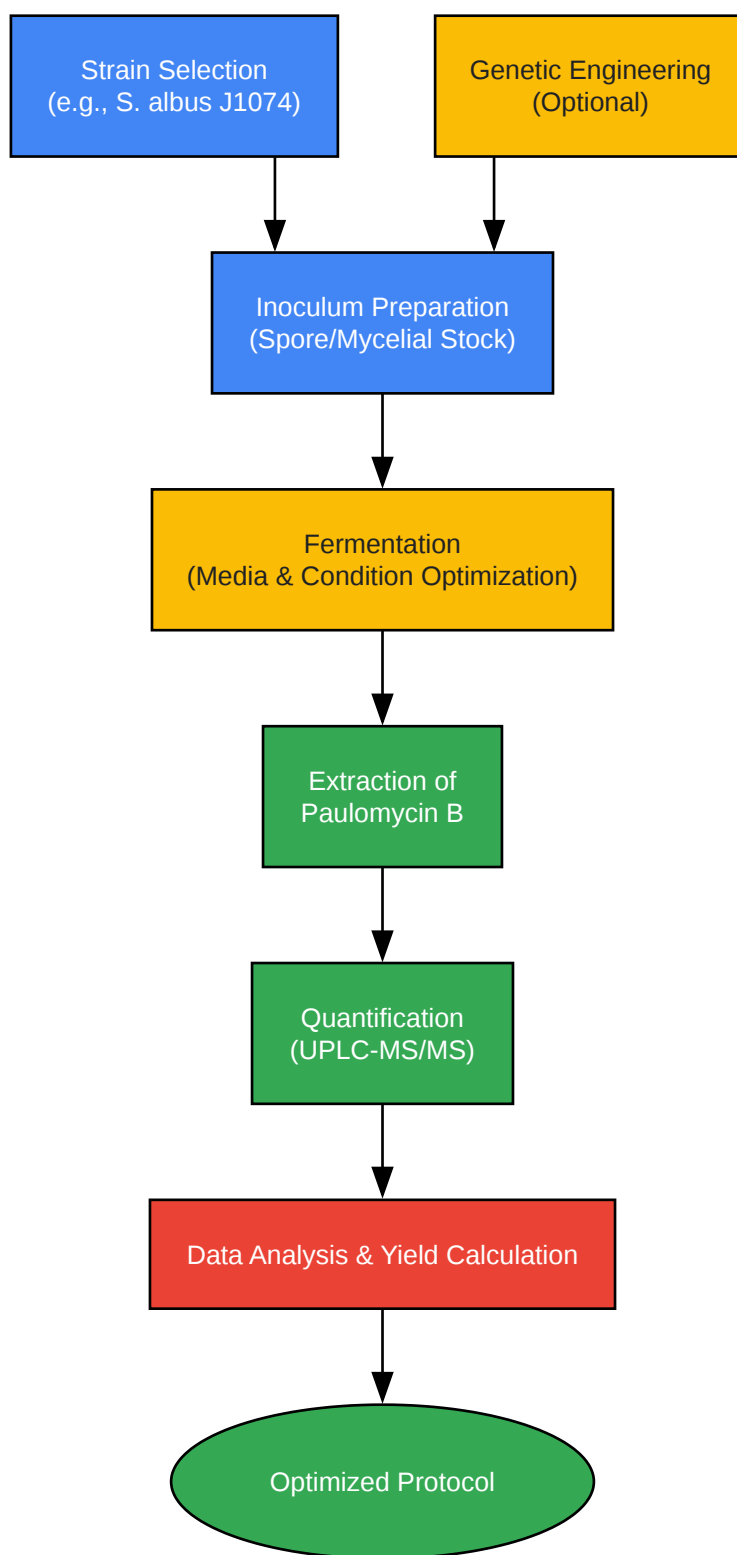 Strain Selection
(e.g., S. albus J1074)
Genetic Engineering
(Optional)
Inoculum Preparation
(Spore/Mycelial Stock)
Fermentation
(Media & Condition Optimization)
Extraction of
Paulomycin B
Quantification
(UPLC-MS/MS)
Data Analysis & Yield Calculation
Optimized Protocol